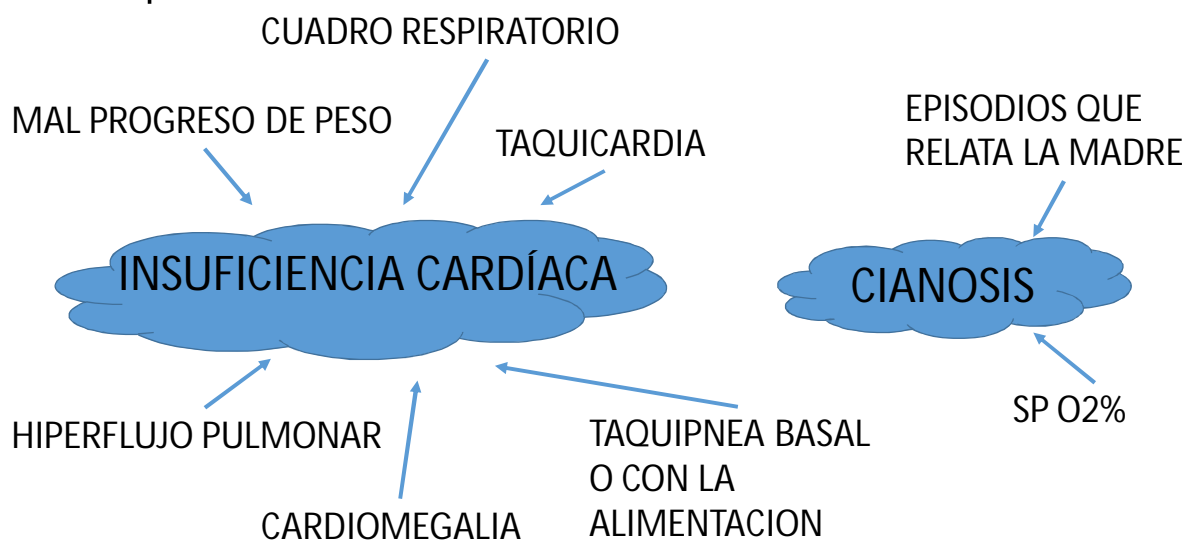 CUADRO RESPIRATORIO
MAL PROGRESO DE PESO
TAQUICARDIA
EPISODIOS QUE
RELATA LA MADRE
INSUFICIENCIA CARDÍACA
CIANOSIS
HIPERFLUJO PULMONAR
CARDIOMEGALIA
TAQUIPNEA BASAL
O CON LA
ALIMENTACION
SP O2%